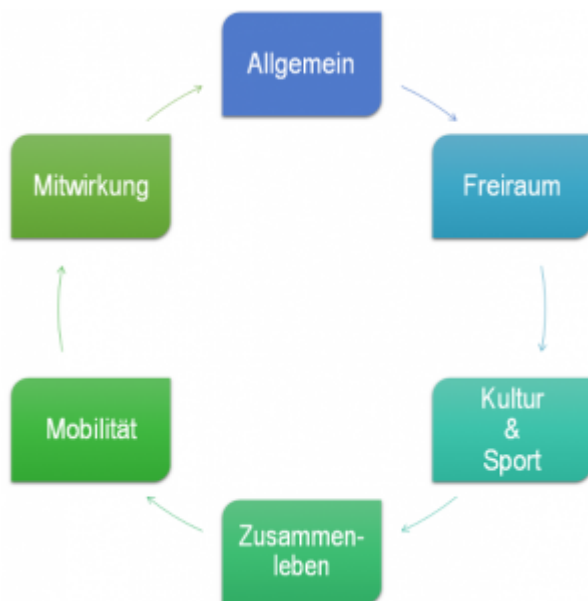 Allgemein
Freiraum
Kultur
&
Sport
Zusammen-
leben
Mobilität
Mitwirkung